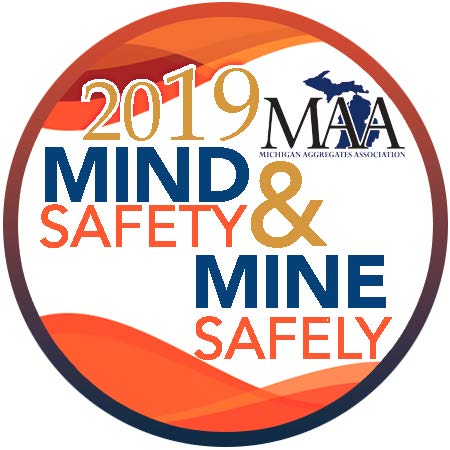 2019
MAA
MICHIGAN AGGREGATES ASSOCIATION
MIND
SAFETY &
MINE
SAFELY